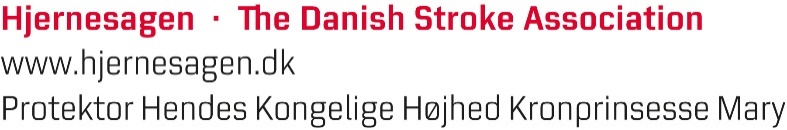 Hjernesagen · The Danish Stroke Association
www.hjernesagen.dk
Protektor Hendes Kongelige Højhed Kronprinsesse Mary